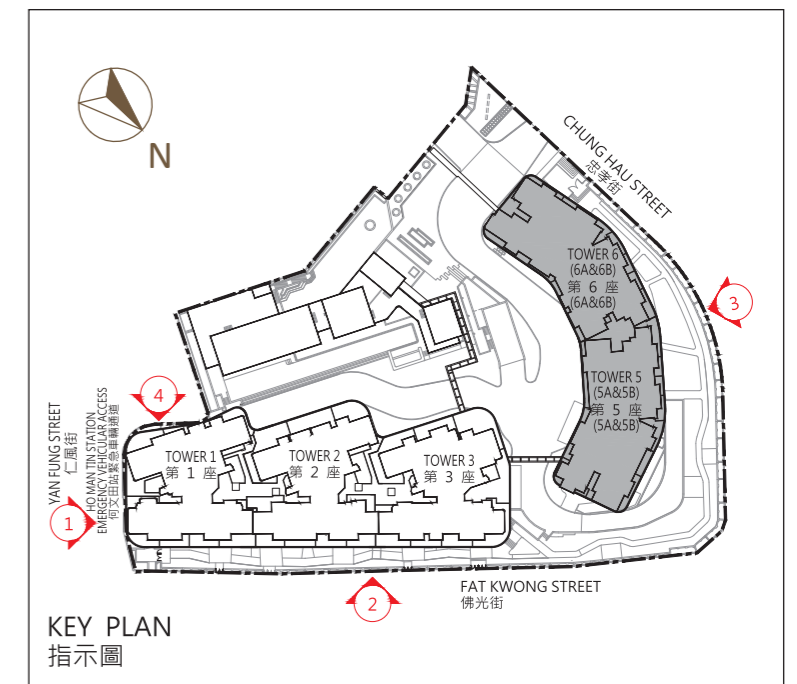 N
CHUNG HAU STREET
忠孝街
TOWER 6
(6A&6B)
第 6 座
(6A&6B)
3
TOWER 5
(5A&5B)
第 5 座
(5A&5B)
4
YAN FUNG STREET
仁風街
HO MAN TIN STATION
EMERGENCY VEHICULAR ACCESS
何文田站緊急車輛通道
1
TOWER 1
第 1 座
TOWER 2
第 2 座
TOWER 3
第 3 座
2
FAT KWONG STREET
佛光街
KEY PLAN
指示圖